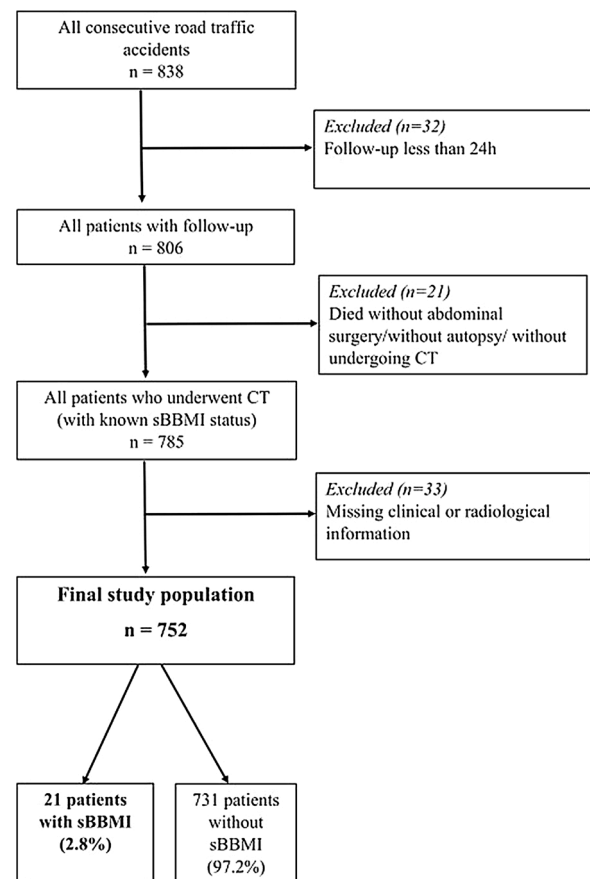 All consecutive road traffic
accidents
n = 838
Excluded (n=32)
Follow-up less than 24h
All patients with follow-up
n = 806
Excluded (n=21)
Died without abdominal
surgery/without autopsy/ without
undergoing CT
All patients who underwent CT
(with known sBBMI status)
n = 785
Excluded (n=33)
Missing clinical or radiological
information
Final study population
n = 752
21 patients
with sBBMI
(2.8%)
731 patients
without
sBBMI
(97.2%)